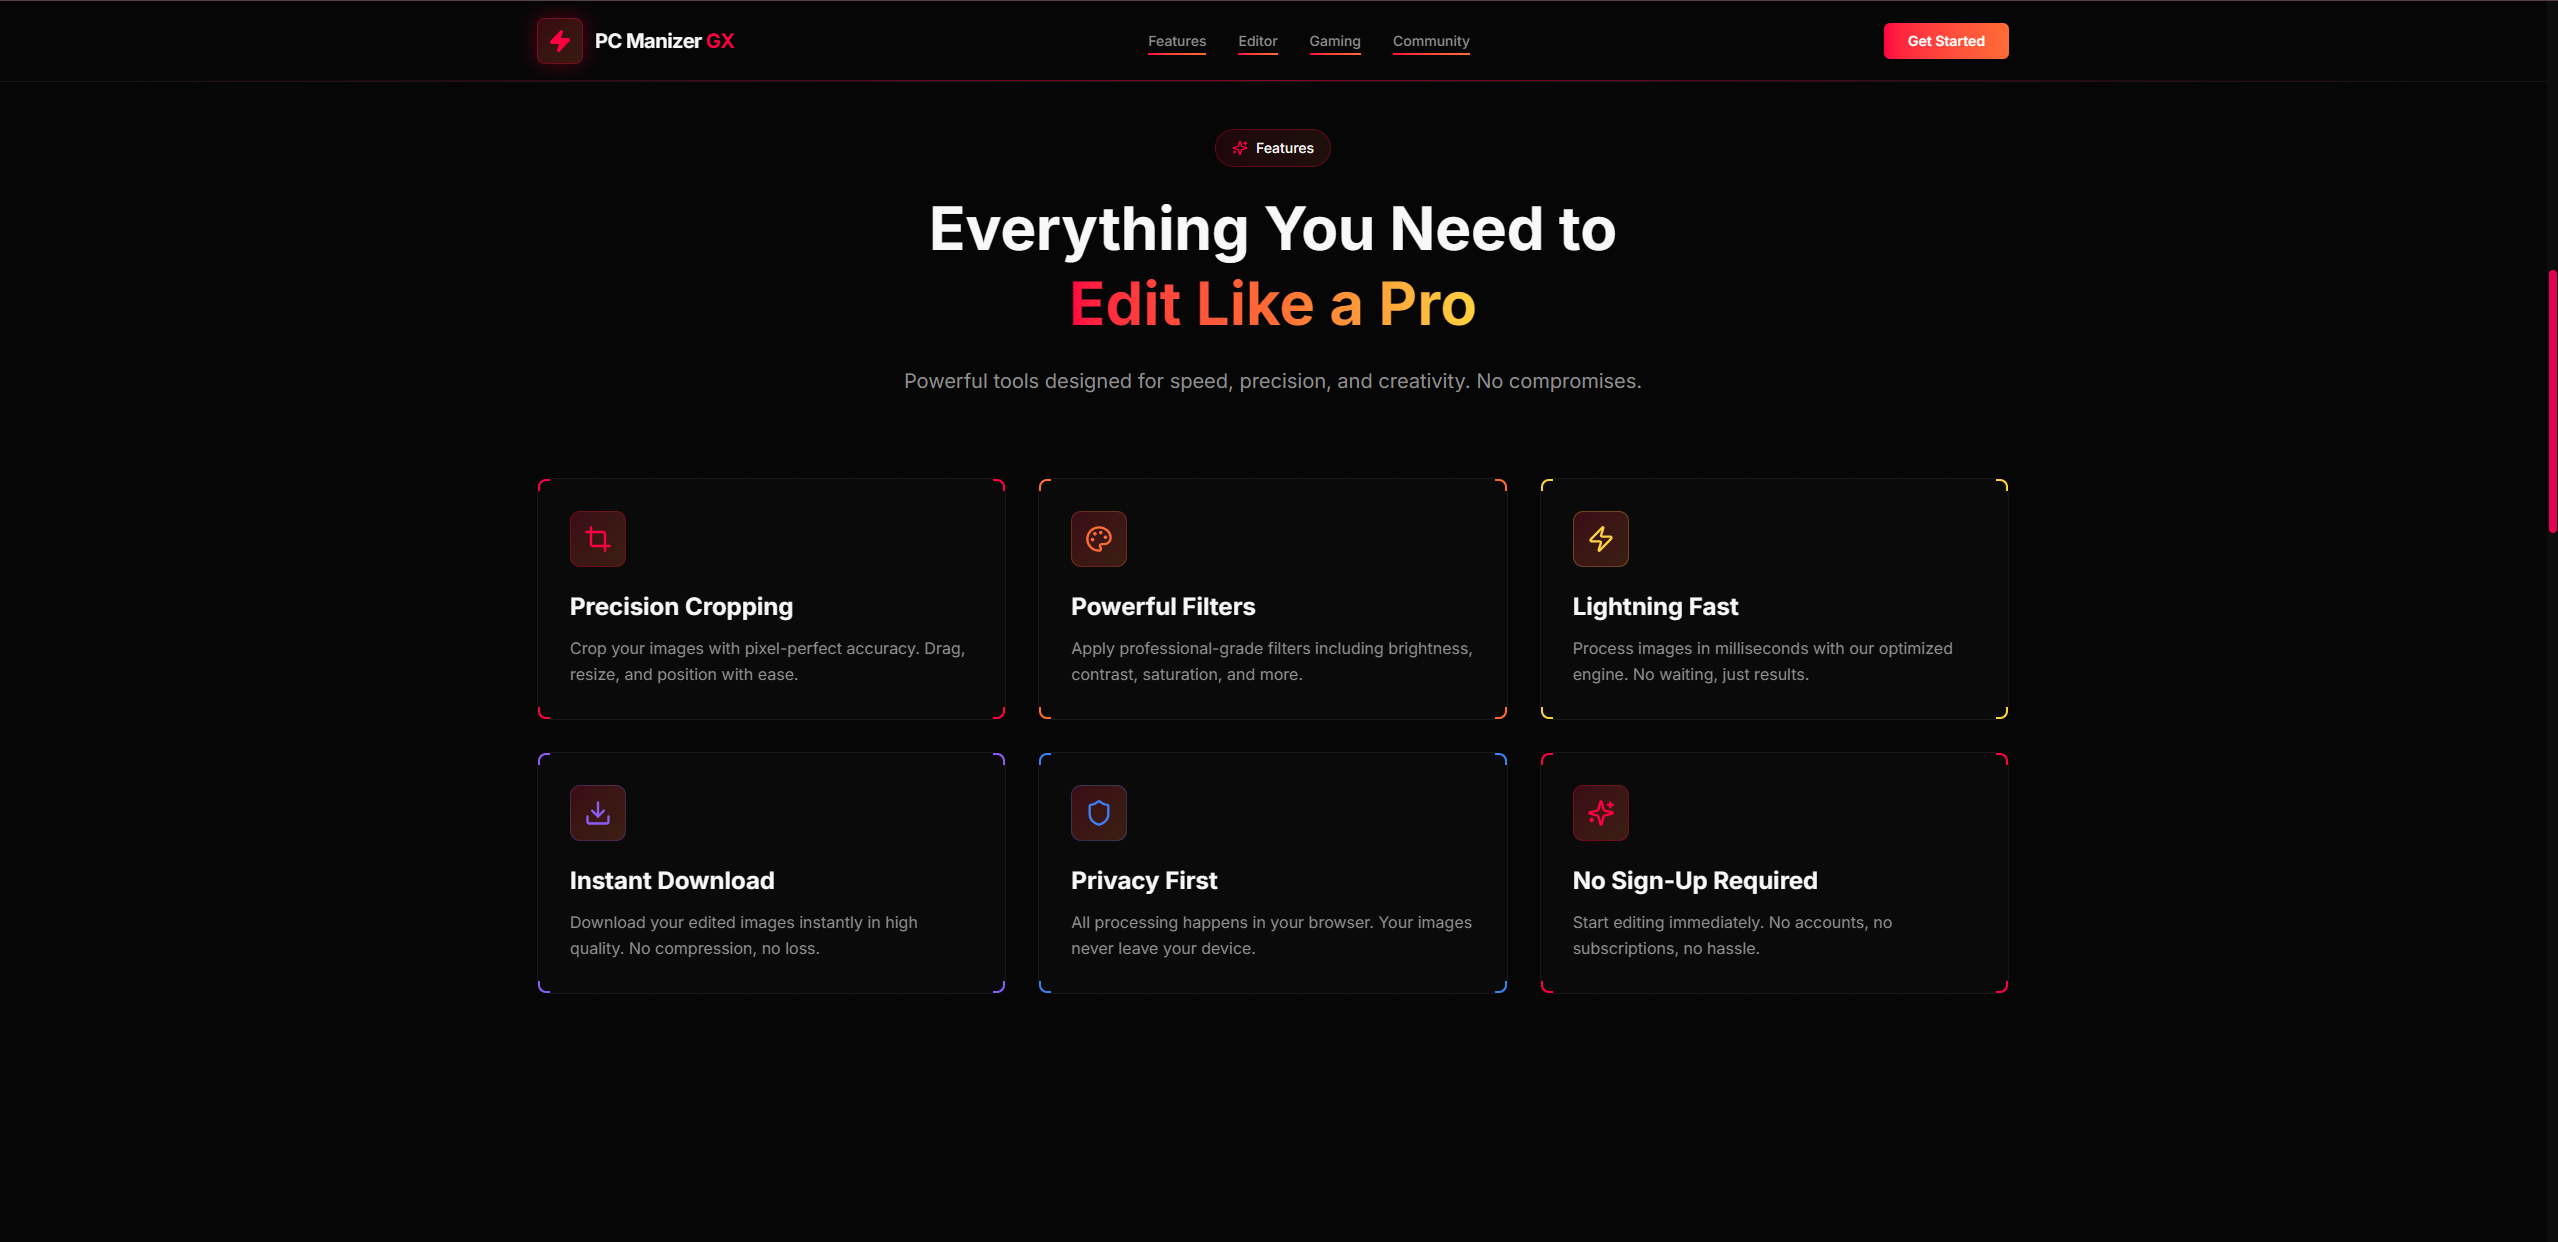 PC Manizer GX
Features
Editor
Gaming
Community
Get Started
Features
Everything You Need to
Edit Like a Pro
Powerful tools designed for speed, precision, and creativity. No compromises.
Precision Cropping
Crop your images with pixel-perfect accuracy. Drag,
resize, and position with ease.
Powerful Filters
Apply professional-grade filters including brightness,
contrast, saturation, and more.
Lightning Fast
Process images in milliseconds with our optimized
engine. No waiting, just results.
Instant Download
Download your edited images instantly in high
quality. No compression, no loss.
Privacy First
All processing happens in your browser. Your images
never leave your device.
No Sign-Up Required
Start editing immediately. No accounts, no
subscriptions, no hassle.